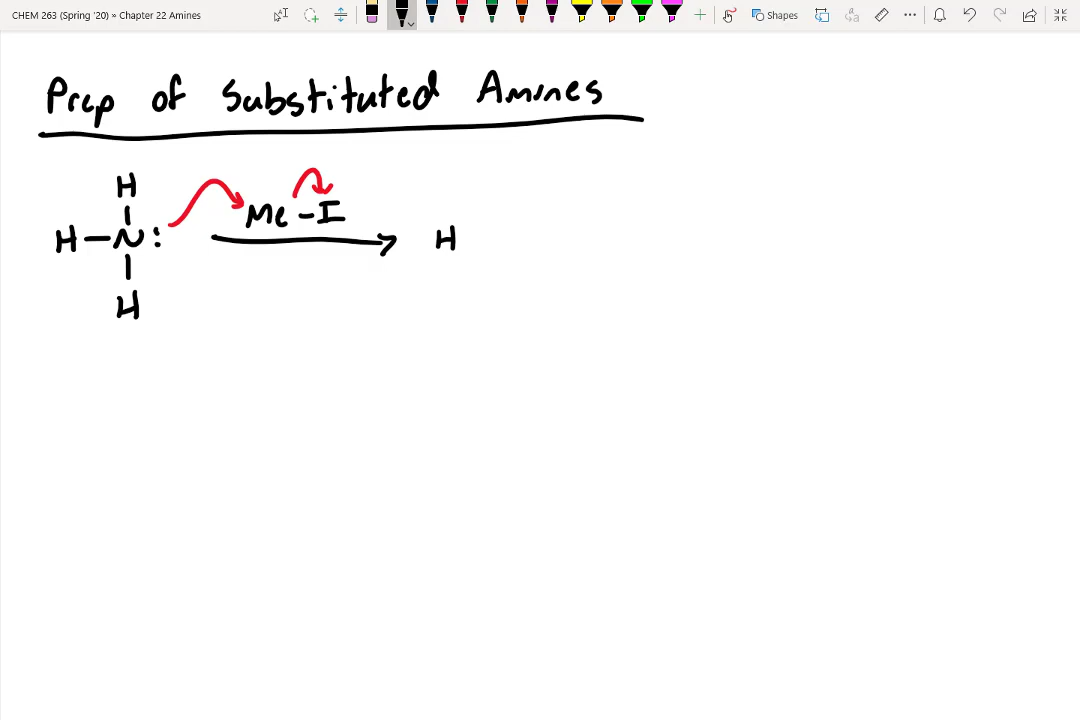 CHEM 263 (Spring '20) » Chapter 22 Amines
Shapes
Prep of Substituted Amines
H
H–N: Me–I H
H